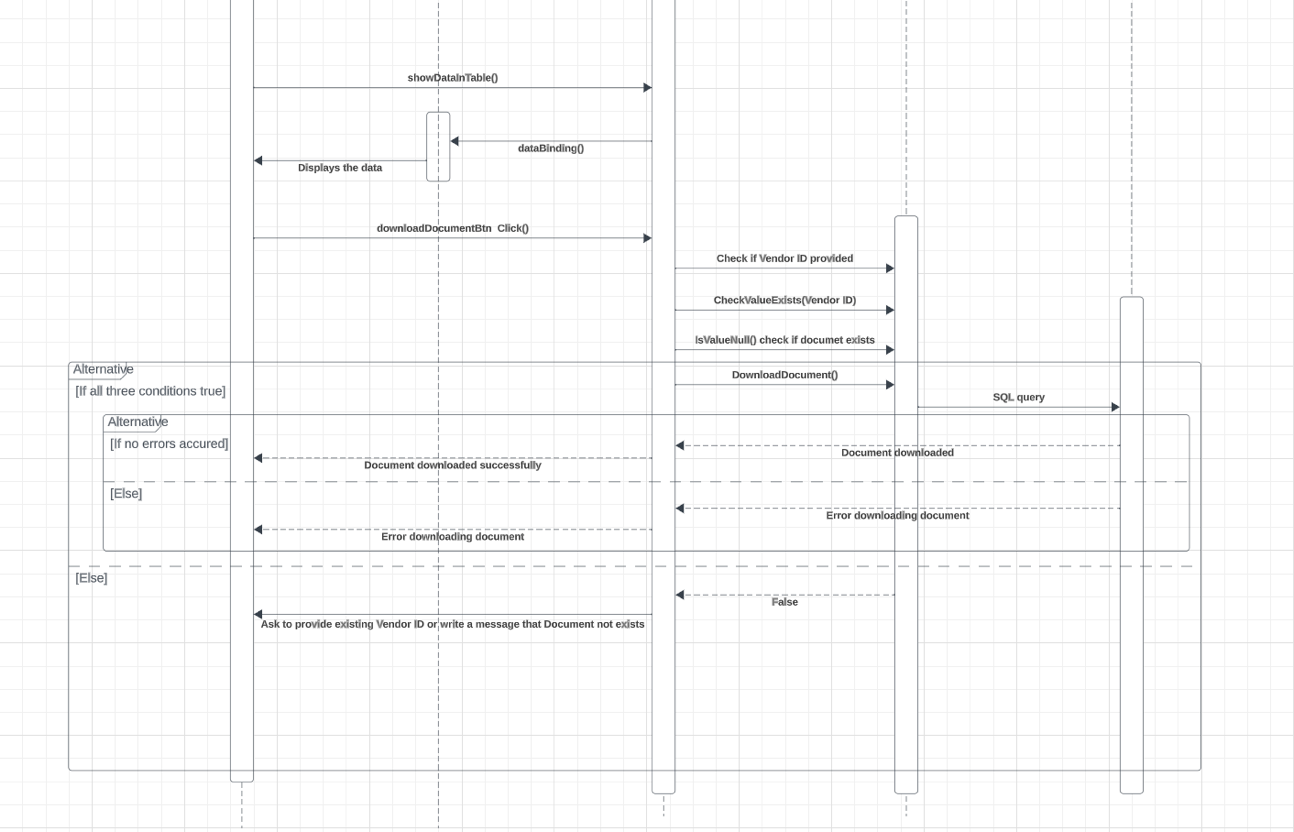 showDataInTable()
dataBinding()
Displays the data
downloadDocumentBtn Click()
Check if Vendor ID provided
CheckValueExists(Vendor ID)
IsValueNull() check if documet exists
Alternative
DownloadDocument()
[If all three conditions true]
SQL query
Alternative
[If no errors accured]
Document downloaded
Document downloaded successfully
[Else]
Error downloading document
Error downloading document
[Else]
False
Ask to provide existing Vendor ID or write a message that Document not exists